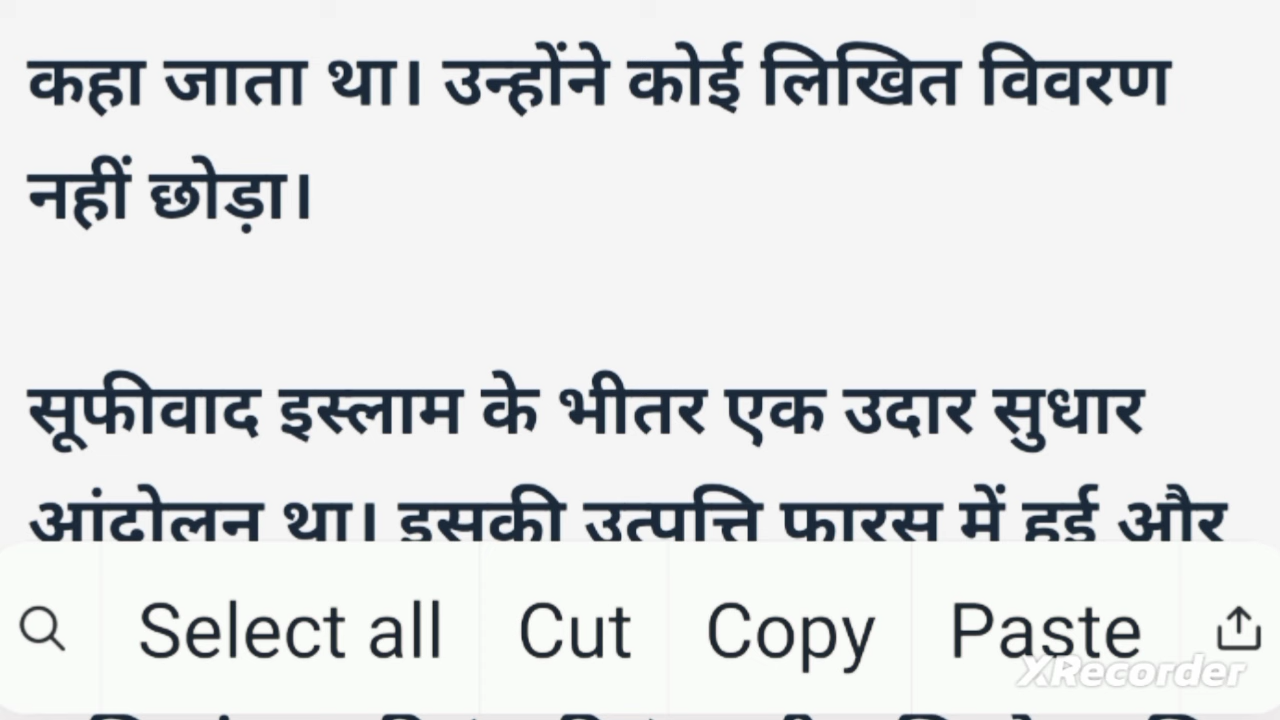 कहा जाता था। उन्होंने कोई लिखित विवरण
नहीं छोड़ा।
सूफीवाद इस्लाम के भीतर एक उदार सुधार
आंदोलन था। इसकी उत्पत्ति फारस में हुई और
Select all Cut Copy Paste
XRecorder